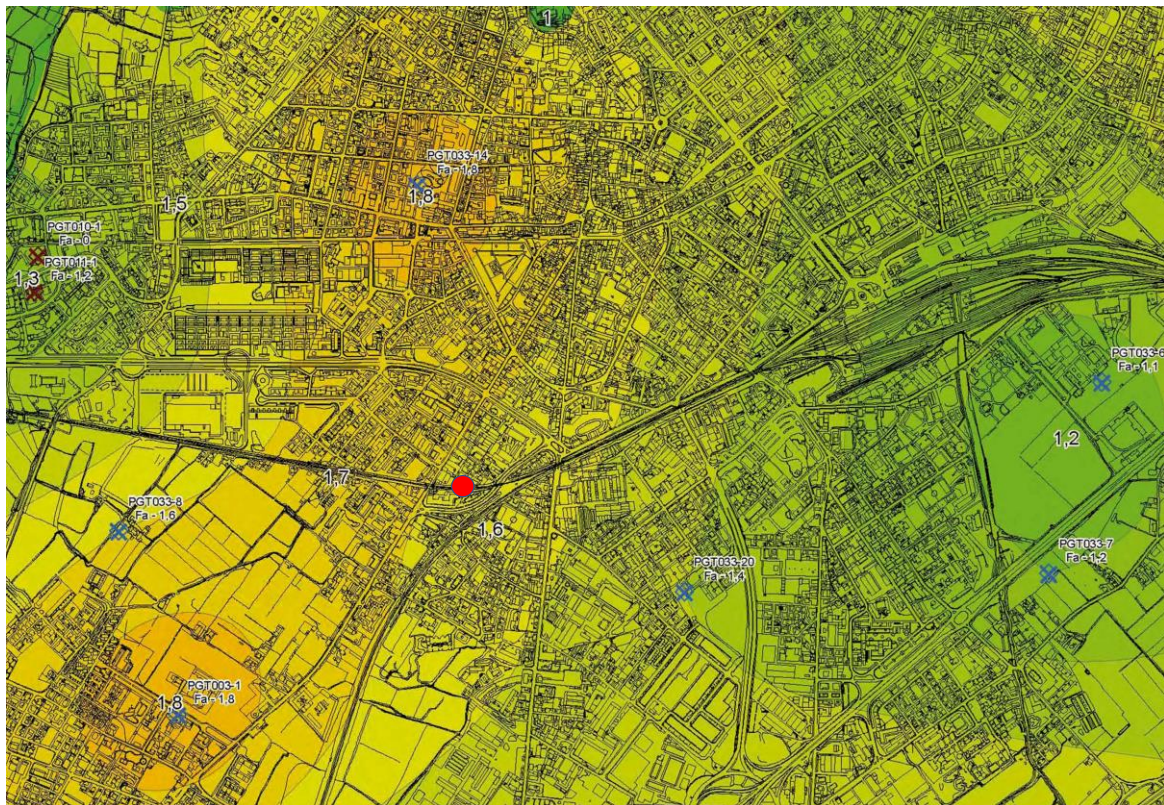 1
PGT033-14
Fa - 1,8
1,8
1,5
PGT010-1
Fa - 0
PGT011-1
Fa - 1,2
1,3
PGT033-6
Fa - 1,1
1,2
1,7
PGT033-8
Fa - 1,6
1,6
PGT033-20
Fa - 1,4
PGT033-7
Fa - 1,2
PGT003-1
Fa - 1,8
1,8